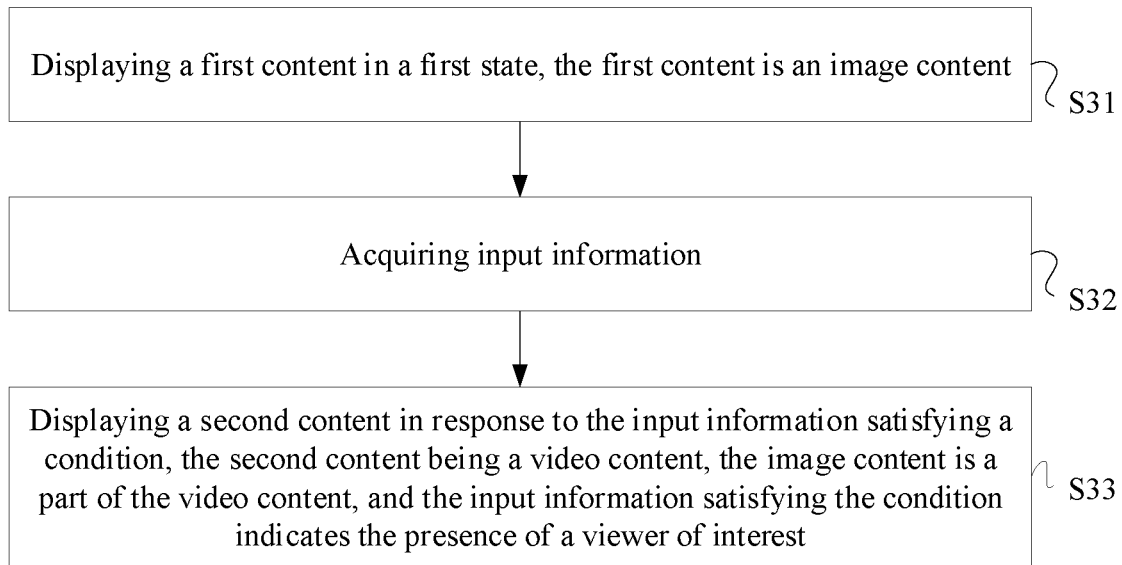 Displaying a first content in a first state, the first content is an image content
S31
Acquiring input information
S32
Displaying a second content in response to the input information satisfying a
condition, the second content being a video content, the image content is a
part of the video content, and the input information satisfying the condition
indicates the presence of a viewer of interest
S33